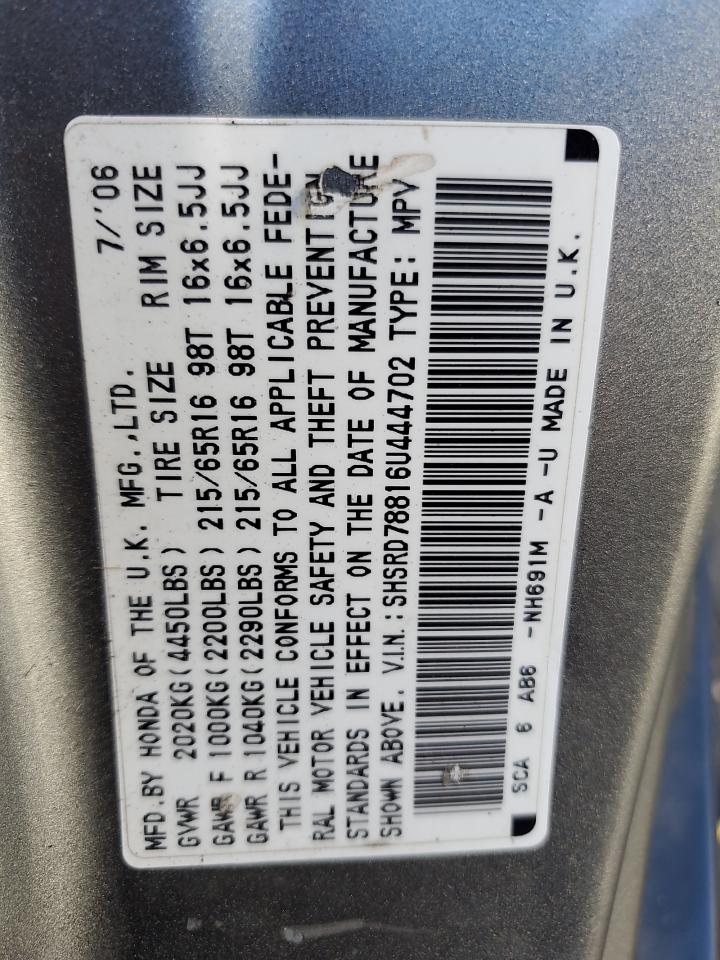 MFD.BY HONDA OF THE U.K. MFG.,LTD. 7/'06
GVWR 2020KG(4450LBS) TIRE SIZE RIM SIZE
GAWR F 1000KG(2200LBS) 215/65R16 98T 16x6.5JJ
GAWR R 1040KG(2290LBS) 215/65R16 98T 16x6.5JJ
THIS VEHICLE CONFORMS TO ALL APPLICABLE FEDE-
RAL MOTOR VEHICLE SAFETY AND THEFT PREVENTION
STANDARDS IN EFFECT ON THE DATE OF MANUFACTURE
SHOWN ABOVE. V.I.N.:SHSRD78816U444702 TYPE: MPV
SCA 6 AB6 -NH691M -A -U MADE IN U.K.